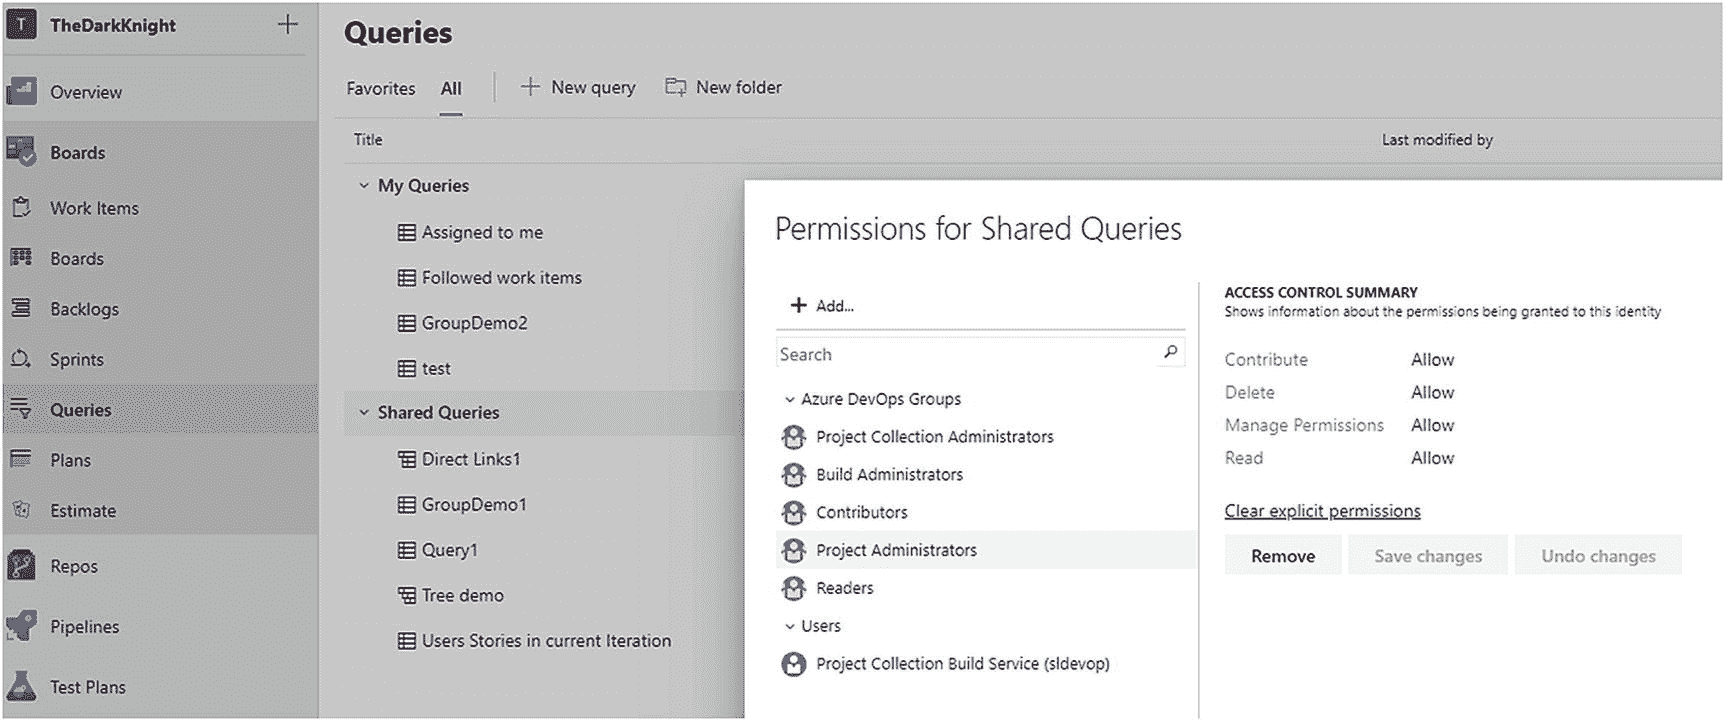 T TheDarkKnight
Overview
Boards
Work Items
Boards
Backlogs
Sprints
Queries
Plans
Estimate
Repos
Pipelines
Test Plans
Queries
Favorites All New query New folder
Title Last modified by
My Queries
Assigned to me
Followed work items
GroupDemo2
test
Shared Queries
Direct Links1
GroupDemo1
Query1
Tree demo
Users Stories in current Iteration
Permissions for Shared Queries
Add...
Search
Azure DevOps Groups
Project Collection Administrators
Build Administrators
Contributors
Project Administrators
Readers
Users
Project Collection Build Service (sldevop)
ACCESS CONTROL SUMMARY
Shows information about the permissions being granted to this identity
Contribute Allow
Delete Allow
Manage Permissions Allow
Read Allow
Clear explicit permissions
Remove Save changes Undo changes